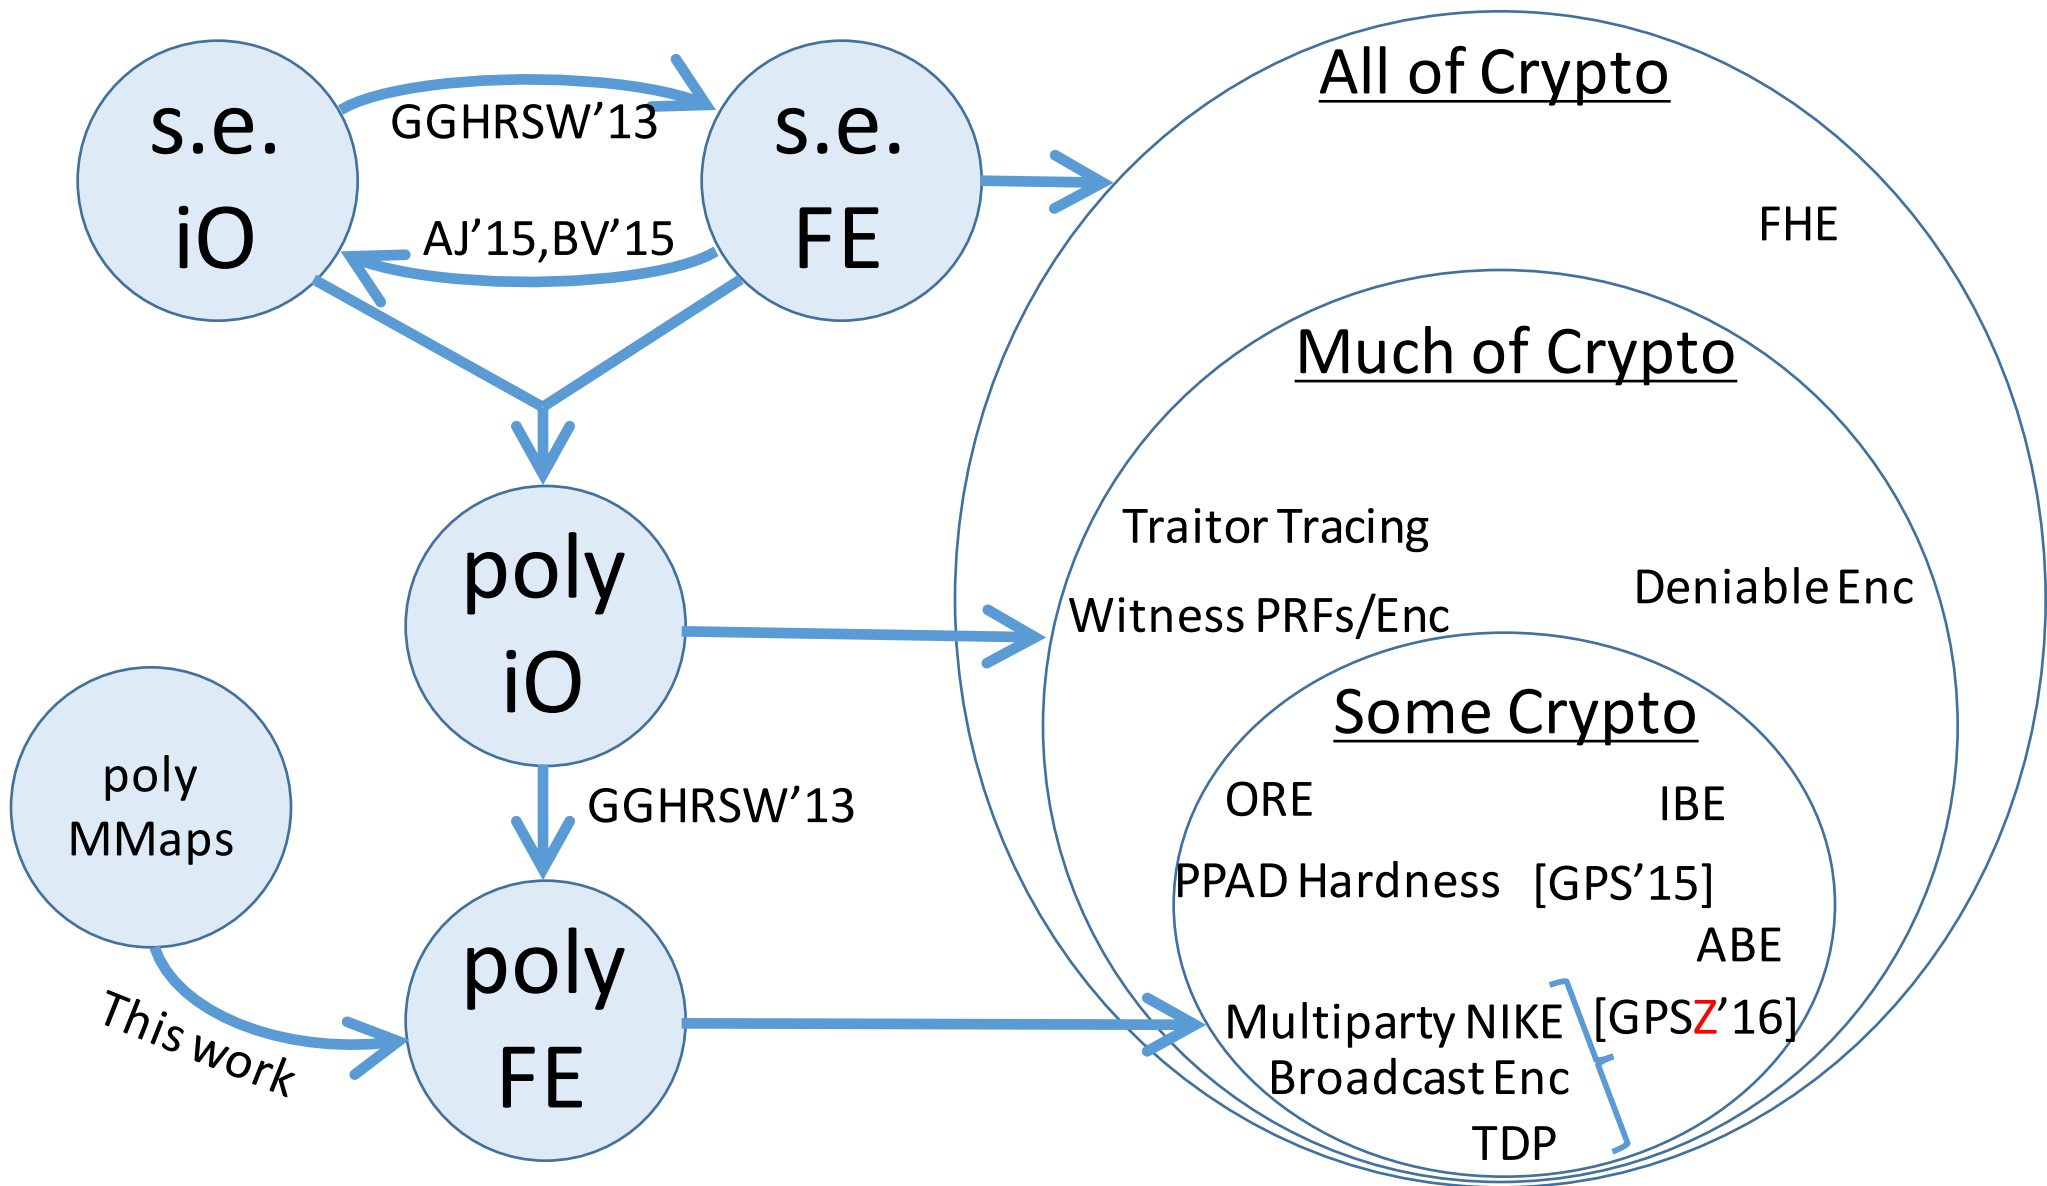 s.e.
iO
GGHRSW’13
AJ’15,BV’15
s.e.
FE
poly
iO
GGHRSW’13
poly
MMaps
This work
poly
FE
All of Crypto
FHE
Much of Crypto
Traitor Tracing
Deniable Enc
Witness PRFs/Enc
Some Crypto
ORE
IBE
PPAD Hardness [GPS’15]
ABE
Multiparty NIKE [GPSZ’16]
Broadcast Enc
TDP